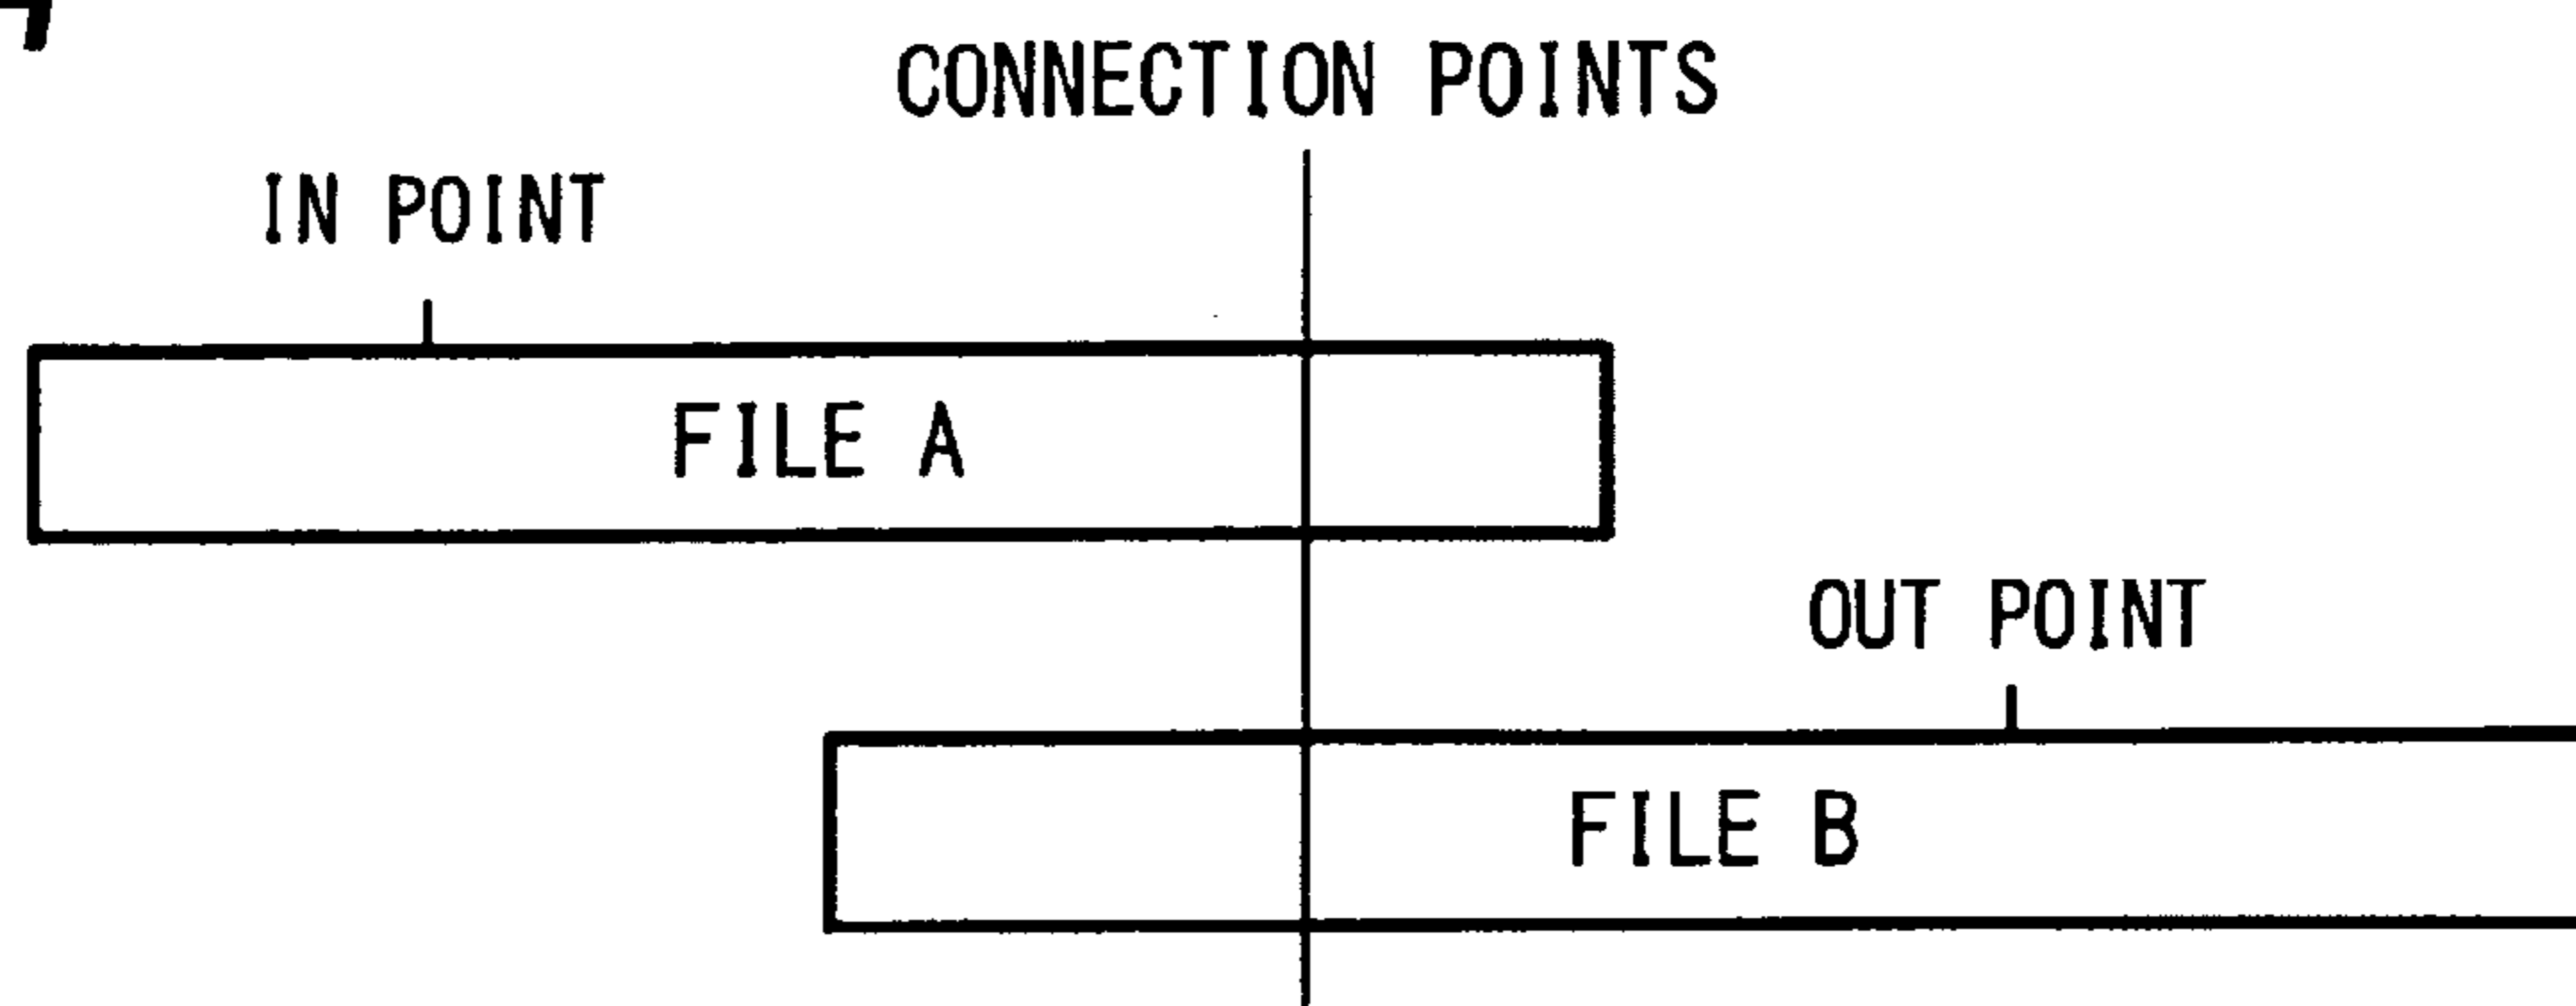 CONNECTION POINTS
IN POINT
FILE A
OUT POINT
FILE B